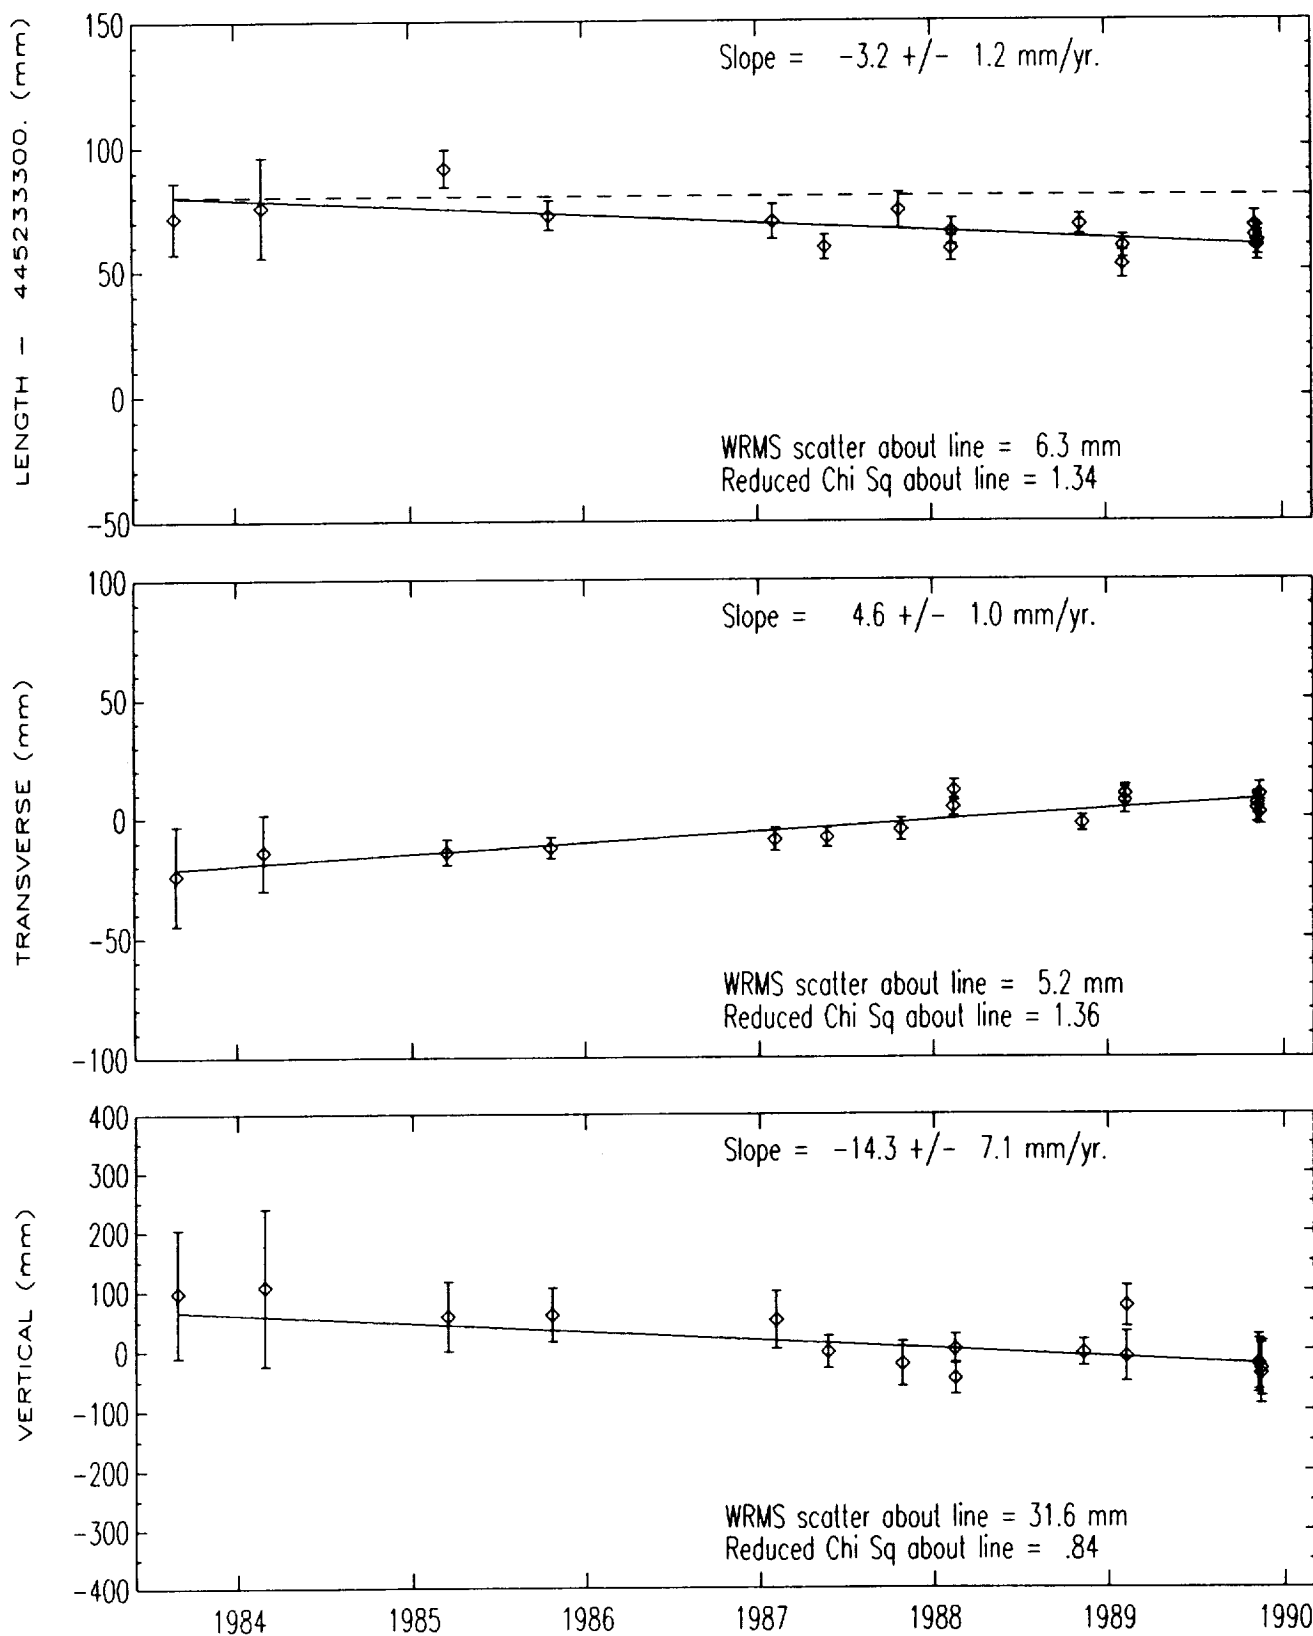 LENGTH — 445233300. (mm)
150
100
50
0
−50
Slope = −3.2 +/− 1.2 mm/yr.
WRMS scatter about line = 6.3 mm
Reduced Chi Sq about line = 1.34
TRANSVERSE (mm)
100
50
0
−50
−100
Slope = 4.6 +/− 1.0 mm/yr.
WRMS scatter about line = 5.2 mm
Reduced Chi Sq about line = 1.36
VERTICAL (mm)
400
300
200
100
0
−100
−200
−300
−400
Slope = −14.3 +/− 7.1 mm/yr.
WRMS scatter about line = 31.6 mm
Reduced Chi Sq about line = .84
1984 1985 1986 1987 1988 1989 1990